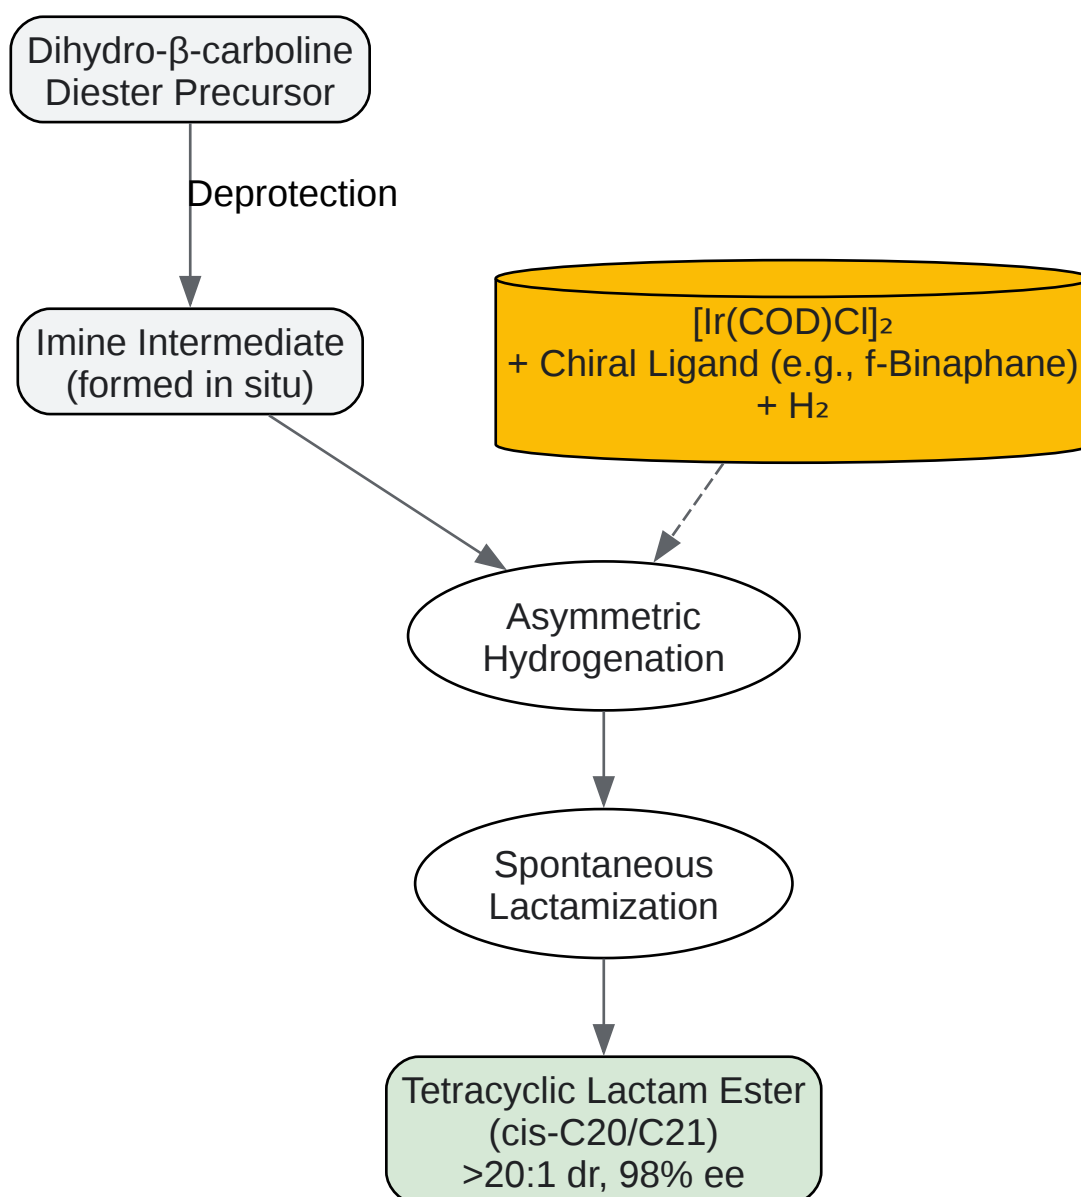 Dihydro-β-carboline
Diester Precursor
Deprotection
Imine Intermediate
(formed in situ)
[Ir(COD)Cl]₂
+ Chiral Ligand (e.g., f-Binaphane)
+ H₂
Asymmetric
Hydrogenation
Spontaneous
Lactamization
Tetracyclic Lactam Ester
(cis-C20/C21)
>20:1 dr, 98% ee